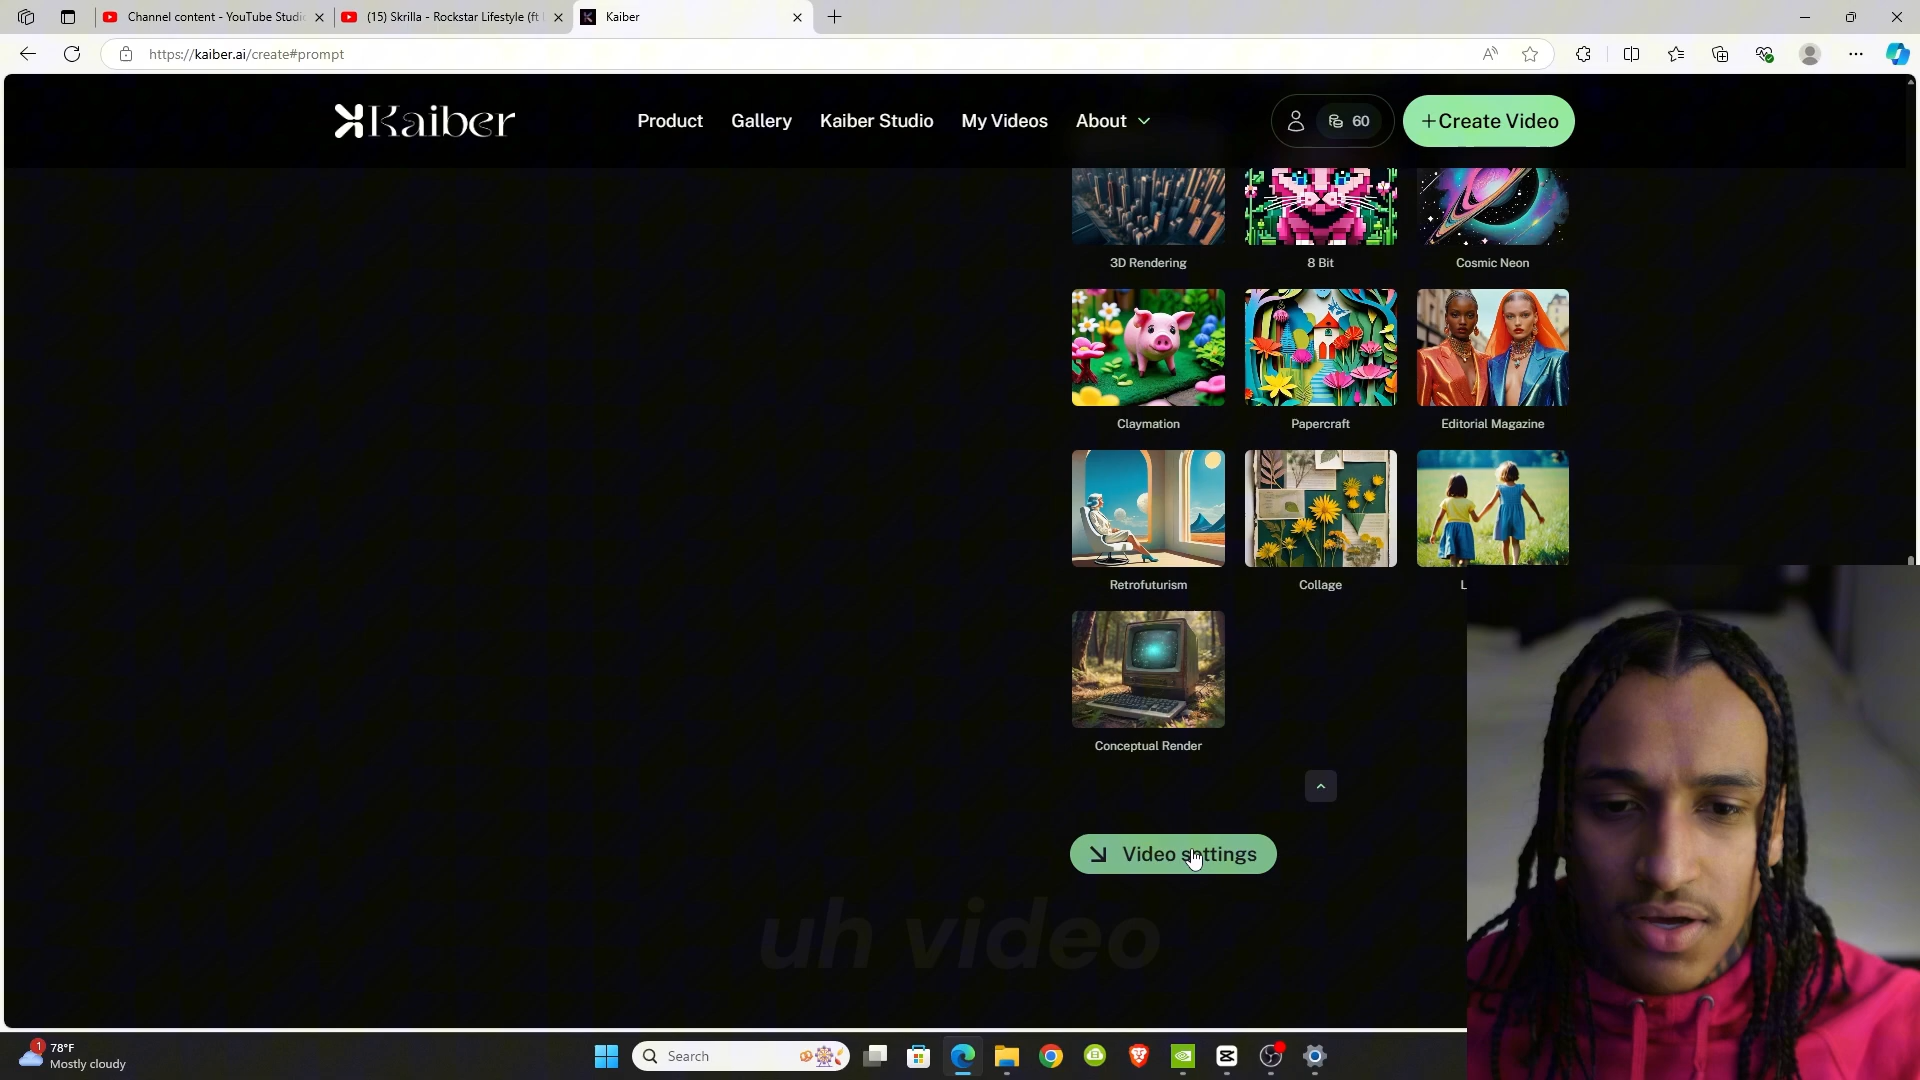 Channel content - YouTube Studi
(15) Skrilla - Rockstar Lifestyle (ft
Kaiber
https://kaiber.ai/create#prompt
Kaiber
Product
Gallery
Kaiber Studio
My Videos
About
60
+Create Video
3D Rendering
8 Bit
Cosmic Neon
Claymation
Papercraft
Editorial Magazine
Retrofuturism
Collage
L
Conceptual Render
Video settings
uh video
1
78°F
Mostly cloudy
Search